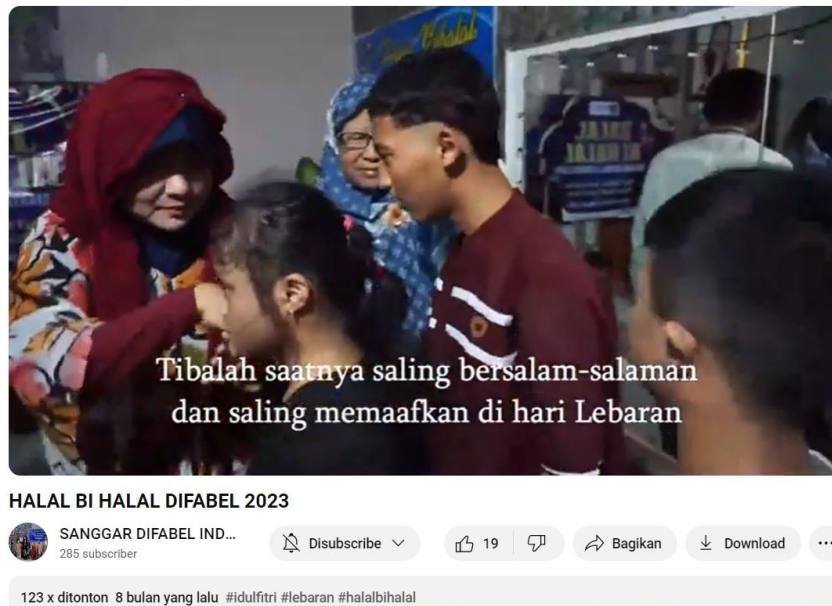 Tibalah saatnya saling bersalam-salaman
dan saling memaafkan di hari Lebaran
HALAL BI HALAL DIFABEL 2023
SANGGAR DIFABEL IND...
285 subscriber
Disubscribe
19
Bagikan
Download
123 x ditonton 8 bulan yang lalu #idulfitri #lebaran #halalbihalal